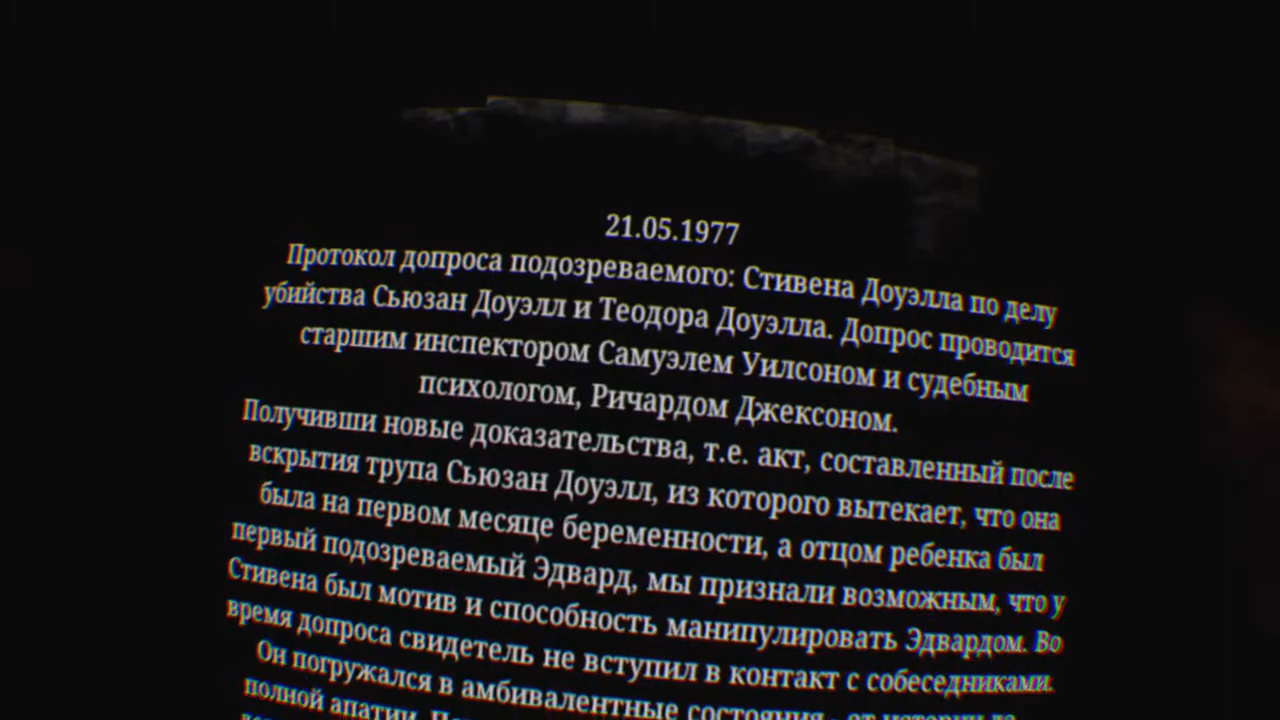 21.05.1977
Протокол допроса подозреваемого: Стивена Доуэлла по делу
убийства Сьюзан Доуэлл и Теодора Доуэлла. Допрос проводится
старшим инспектором Самуэлем Уилсоном и судебным
психологом, Ричардом Джексоном.
Получивши новые доказательства, т.е. акт, составленный после
вскрытия трупа Сьюзан Доуэлл, из которого вытекает, что она
была на первом месяце беременности, а отцом ребенка был
первый подозреваемый Эдвард, мы признали возможным, что у
Стивена был мотив и способность манипулировать Эдвардом. Во
время допроса свидетель не вступил в контакт с собеседниками.
Он погружался в амбивалентные состояния - от истерии до
полной апатии.